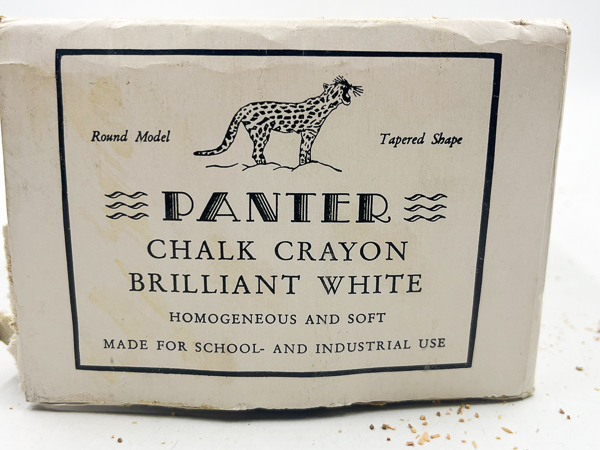 Round Model Tapered Shape
PANTER
CHALK CRAYON
BRILLIANT WHITE
HOMOGENEOUS AND SOFT
MADE FOR SCHOOL- AND INDUSTRIAL USE